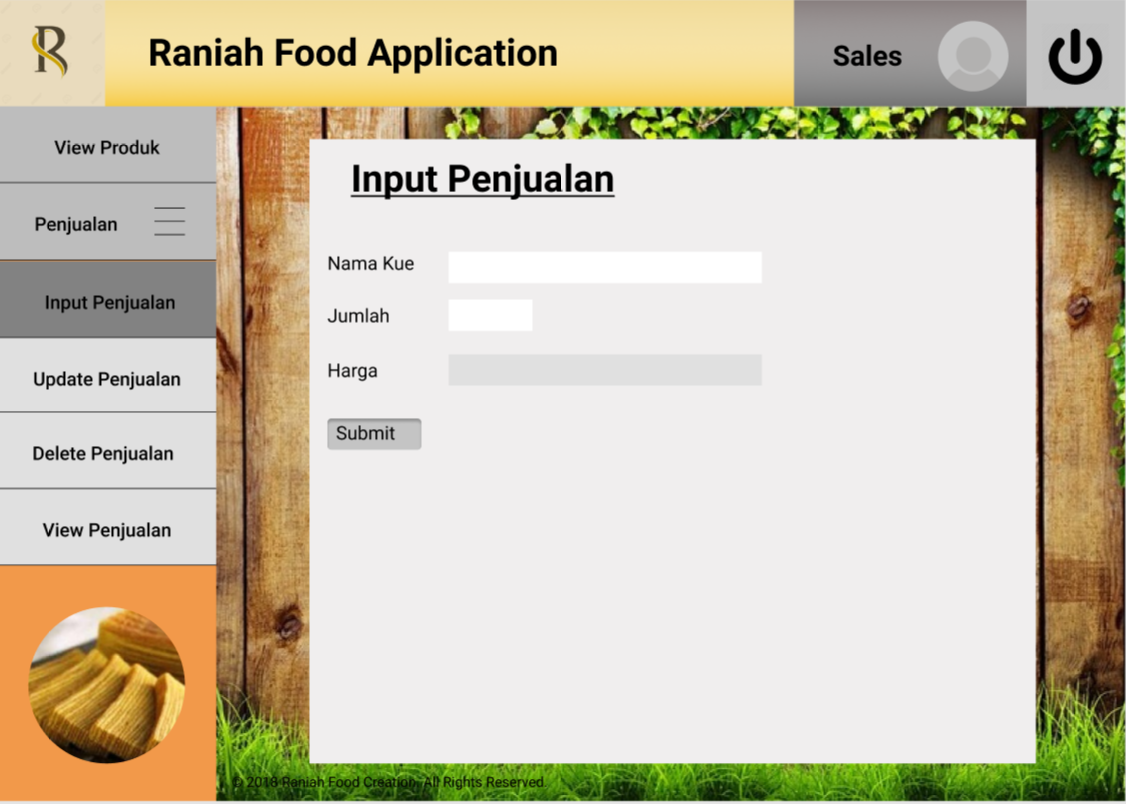 R
Raniah Food Application
Sales
View Produk
Penjualan
Input Penjualan
Update Penjualan
Delete Penjualan
View Penjualan
Input Penjualan
Nama Kue
Jumlah
Harga
Submit
© 2018 Raniah Food Creation. All Rights Reserved.